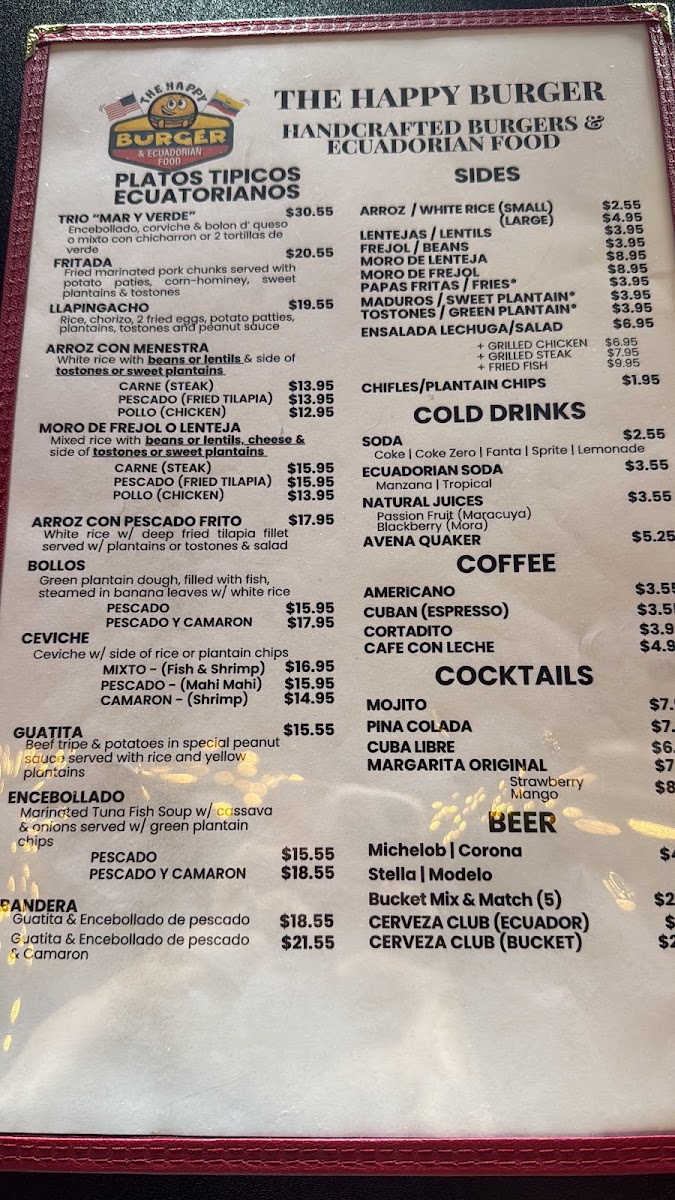 THE HAPPY
BURGER
& ECUADORIAN
FOOD
THE HAPPY BURGER
HANDCRAFTED BURGERS &
ECUADORIAN FOOD
PLATOS TIPICOS
ECUATORIANOS
TRIO "MAR Y VERDE" $30.55
Encebollado, corviche & bolon d' queso
o mixto con chicharron or 2 tortillas de
verde
FRITADA $20.55
Fried marinated pork chunks served with
potato paties, corn-hominey, sweet
plantains & tostones
LLAPINGACHO $19.55
Rice, chorizo, 2 fried eggs, potato patties,
plantains, tostones and peanut sauce
ARROZ CON MENESTRA
White rice with beans or lentils & side of
tostones or sweet plantains
CARNE (STEAK) $13.95
PESCADO (FRIED TILAPIA) $13.95
POLLO (CHICKEN) $12.95
MORO DE FREJOL O LENTEJA
Mixed rice with beans or lentils, cheese &
side of tostones or sweet plantains
CARNE (STEAK) $15.95
PESCADO (FRIED TILAPIA) $15.95
POLLO (CHICKEN) $13.95
ARROZ CON PESCADO FRITO $17.95
White rice w/ deep fried tilapia fillet
served w/ plantains or tostones & salad
BOLLOS
Green plantain dough, filled with fish,
steamed in banana leaves w/ white rice
PESCADO $15.95
PESCADO Y CAMARON $17.95
CEVICHE
Ceviche w/ side of rice or plantain chips
MIXTO - (Fish & Shrimp) $16.95
PESCADO - (Mahi Mahi) $15.95
CAMARON - (Shrimp) $14.95
GUATITA $15.55
Beef tripe & potatoes in special peanut
sauce served with rice and yellow
plantains
ENCEBOLLADO
Marinated Tuna Fish Soup w/ cassava
& onions served w/ green plantain
chips
PESCADO $15.55
PESCADO Y CAMARON $18.55
BANDERA
Guatita & Encebollado de pescado $18.55
Guatita & Encebollado de pescado $21.55
& Camaron
SIDES
ARROZ / WHITE RICE (SMALL) $2.55
(LARGE) $4.95
LENTEJAS / LENTILS $3.95
FREJOL / BEANS $3.95
MORO DE LENTEJA $8.95
MORO DE FREJOL $8.95
PAPAS FRITAS / FRIES* $3.95
MADUROS / SWEET PLANTAIN* $3.95
TOSTONES / GREEN PLANTAIN* $3.95
ENSALADA LECHUGA/SALAD $6.95
+ GRILLED CHICKEN $6.95
+ GRILLED STEAK $7.95
+ FRIED FISH $9.95
CHIFLES/PLANTAIN CHIPS $1.95
COLD DRINKS
SODA $2.55
Coke | Coke Zero | Fanta | Sprite | Lemonade
ECUADORIAN SODA $3.55
Manzana | Tropical
NATURAL JUICES $3.55
Passion Fruit (Maracuya)
Blackberry (Mora)
AVENA QUAKER $5.25
COFFEE
AMERICANO $3.55
CUBAN (ESPRESSO) $3.5
CORTADITO $3.9
CAFE CON LECHE $4.9
COCKTAILS
MOJITO $7.
PINA COLADA $7.
CUBA LIBRE $6.
MARGARITA ORIGINAL $7
Strawberry $8
Mango
BEER
Michelob | Corona $4
Stella | Modelo
Bucket Mix & Match (5) $2
CERVEZA CLUB (ECUADOR) $
CERVEZA CLUB (BUCKET) $2